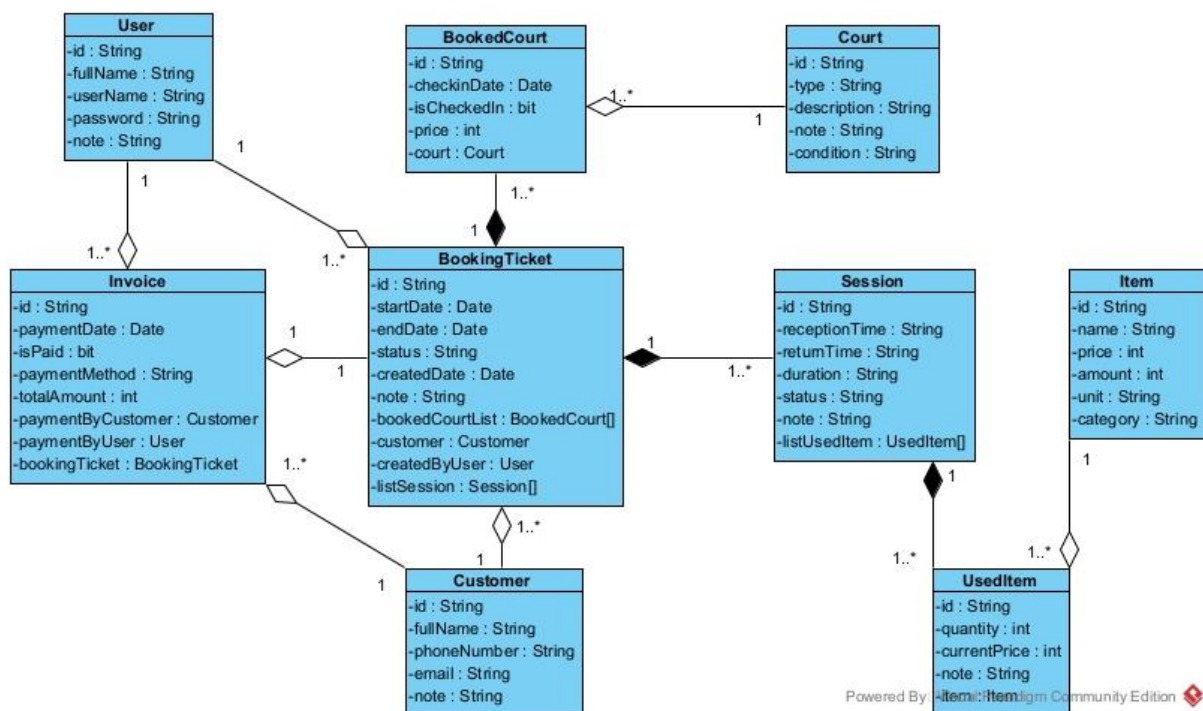 User
-id : String
-fullName : String
-userName : String
-password : String
-note : String
BookedCourt
-id : String
-checkinDate : Date
-isCheckedIn : bit
-price : int
-court : Court
Court
-id : String
-type : String
-description : String
-note : String
-condition : String
1..*
1
1
1
1..*
1..*
1..*
1
Invoice
-id : String
-paymentDate : Date
-isPaid : bit
-paymentMethod : String
-totalAmount : int
-paymentByCustomer : Customer
-paymentByUser : User
-bookingTicket : BookingTicket
BookingTicket
-id : String
-startDate : Date
-endDate : Date
-status : String
-createdDate : Date
-note : String
-bookedCourtList : BookedCourt[]
-customer : Customer
-createdByUser : User
-listSession : Session[]
Session
-id : String
-receptionTime : String
-returnTime : String
-duration : String
-status : String
-note : String
-listUsedItem : UsedItem[]
Item
-id : String
-name : String
-price : int
-amount : int
-unit : String
-category : String
1
1
1
1..*
1..*
1
1..*
1
1
1..*
1
1..*
Customer
-id : String
-fullName : String
-phoneNumber : String
-email : String
-note : String
UsedItem
-id : String
-quantity : int
-currentPrice : int
-note : String
-item : Item
Powered By Visual Paradigm Community Edition